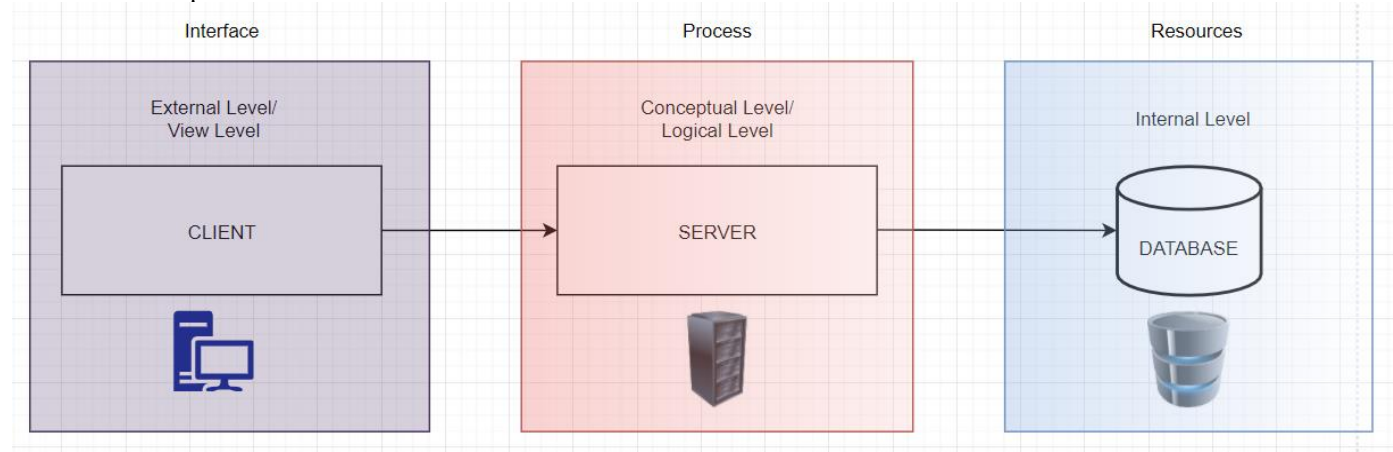 Interface
Process
Resources
External Level/
View Level
CLIENT
Conceptual Level/
Logical Level
SERVER
Internal Level
DATABASE